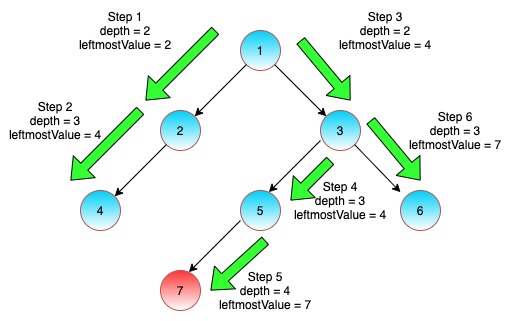 Step 1
depth = 2
leftmostValue = 2
Step 3
depth = 2
leftmostValue = 4
1
Step 2
depth = 3
leftmostValue = 4
2
3
Step 6
depth = 3
leftmostValue = 7
4
5
6
Step 4
depth = 3
leftmostValue = 4
7
Step 5
depth = 4
leftmostValue = 7